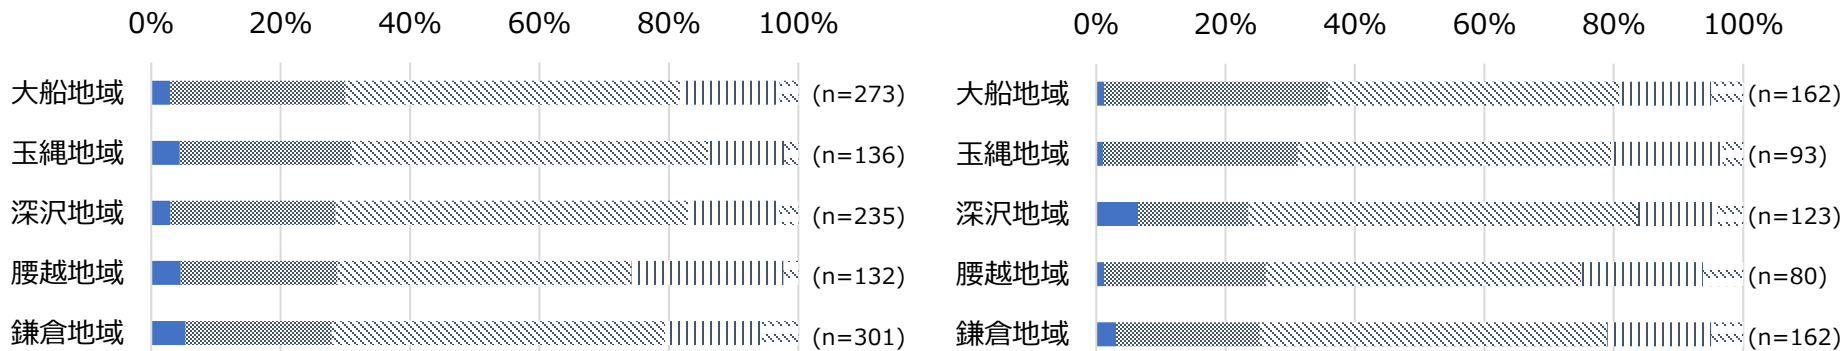 0% 20% 40% 60% 80% 100%
大船地域 (n=273)
玉縄地域 (n=136)
深沢地域 (n=235)
腰越地域 (n=132)
鎌倉地域 (n=301)
0% 20% 40% 60% 80% 100%
大船地域 (n=162)
玉縄地域 (n=93)
深沢地域 (n=123)
腰越地域 (n=80)
鎌倉地域 (n=162)